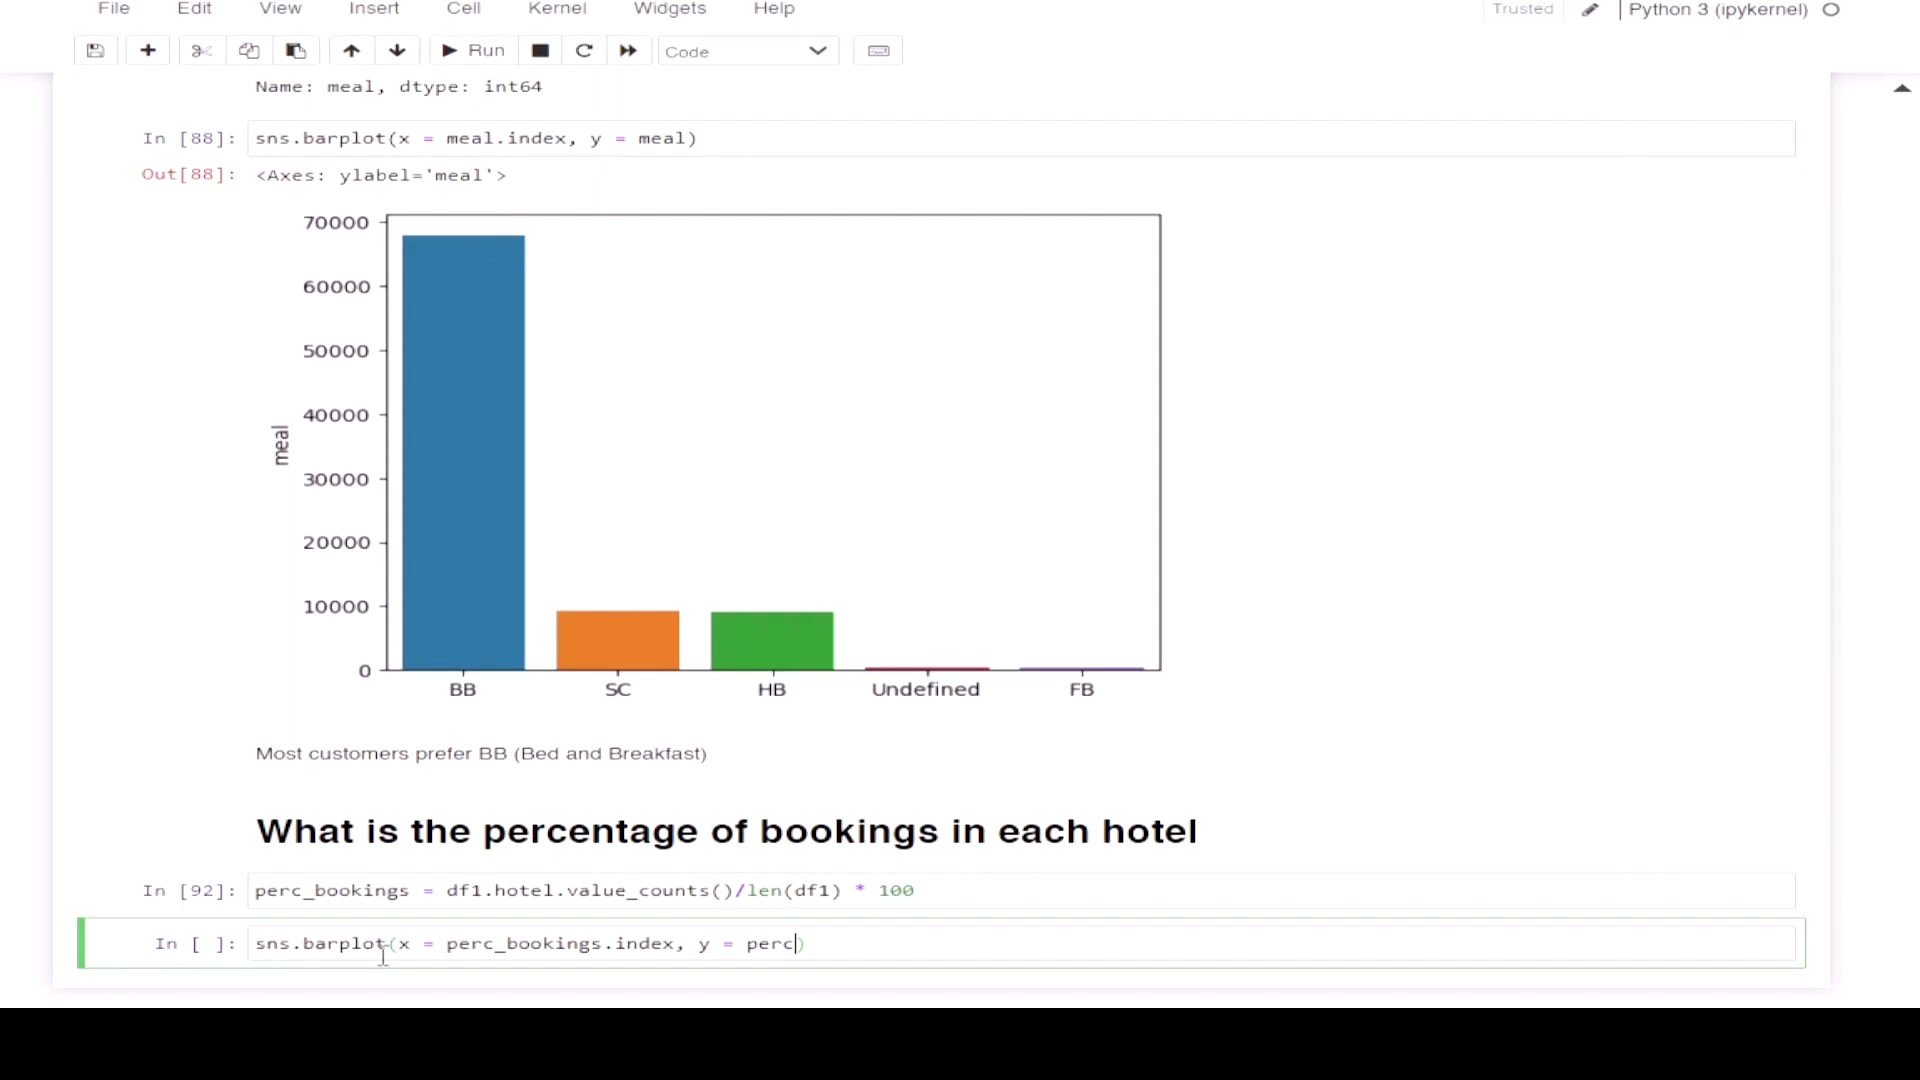 File Edit View Insert Cell Kernel Widgets Help
Trusted Python 3 (ipykernel)
Run Code
Name: meal, dtype: int64
In [88]: sns.barplot(x = meal.index, y = meal)
Out[88]: <Axes: ylabel='meal'>
70000
60000
50000
40000
30000
20000
10000
0
meal
BB SC HB Undefined FB
Most customers prefer BB (Bed and Breakfast)
What is the percentage of bookings in each hotel
In [92]: perc_bookings = df1.hotel.value_counts()/len(df1) * 100
In [ ]: sns.barplot(x = perc_bookings.index, y = perc)